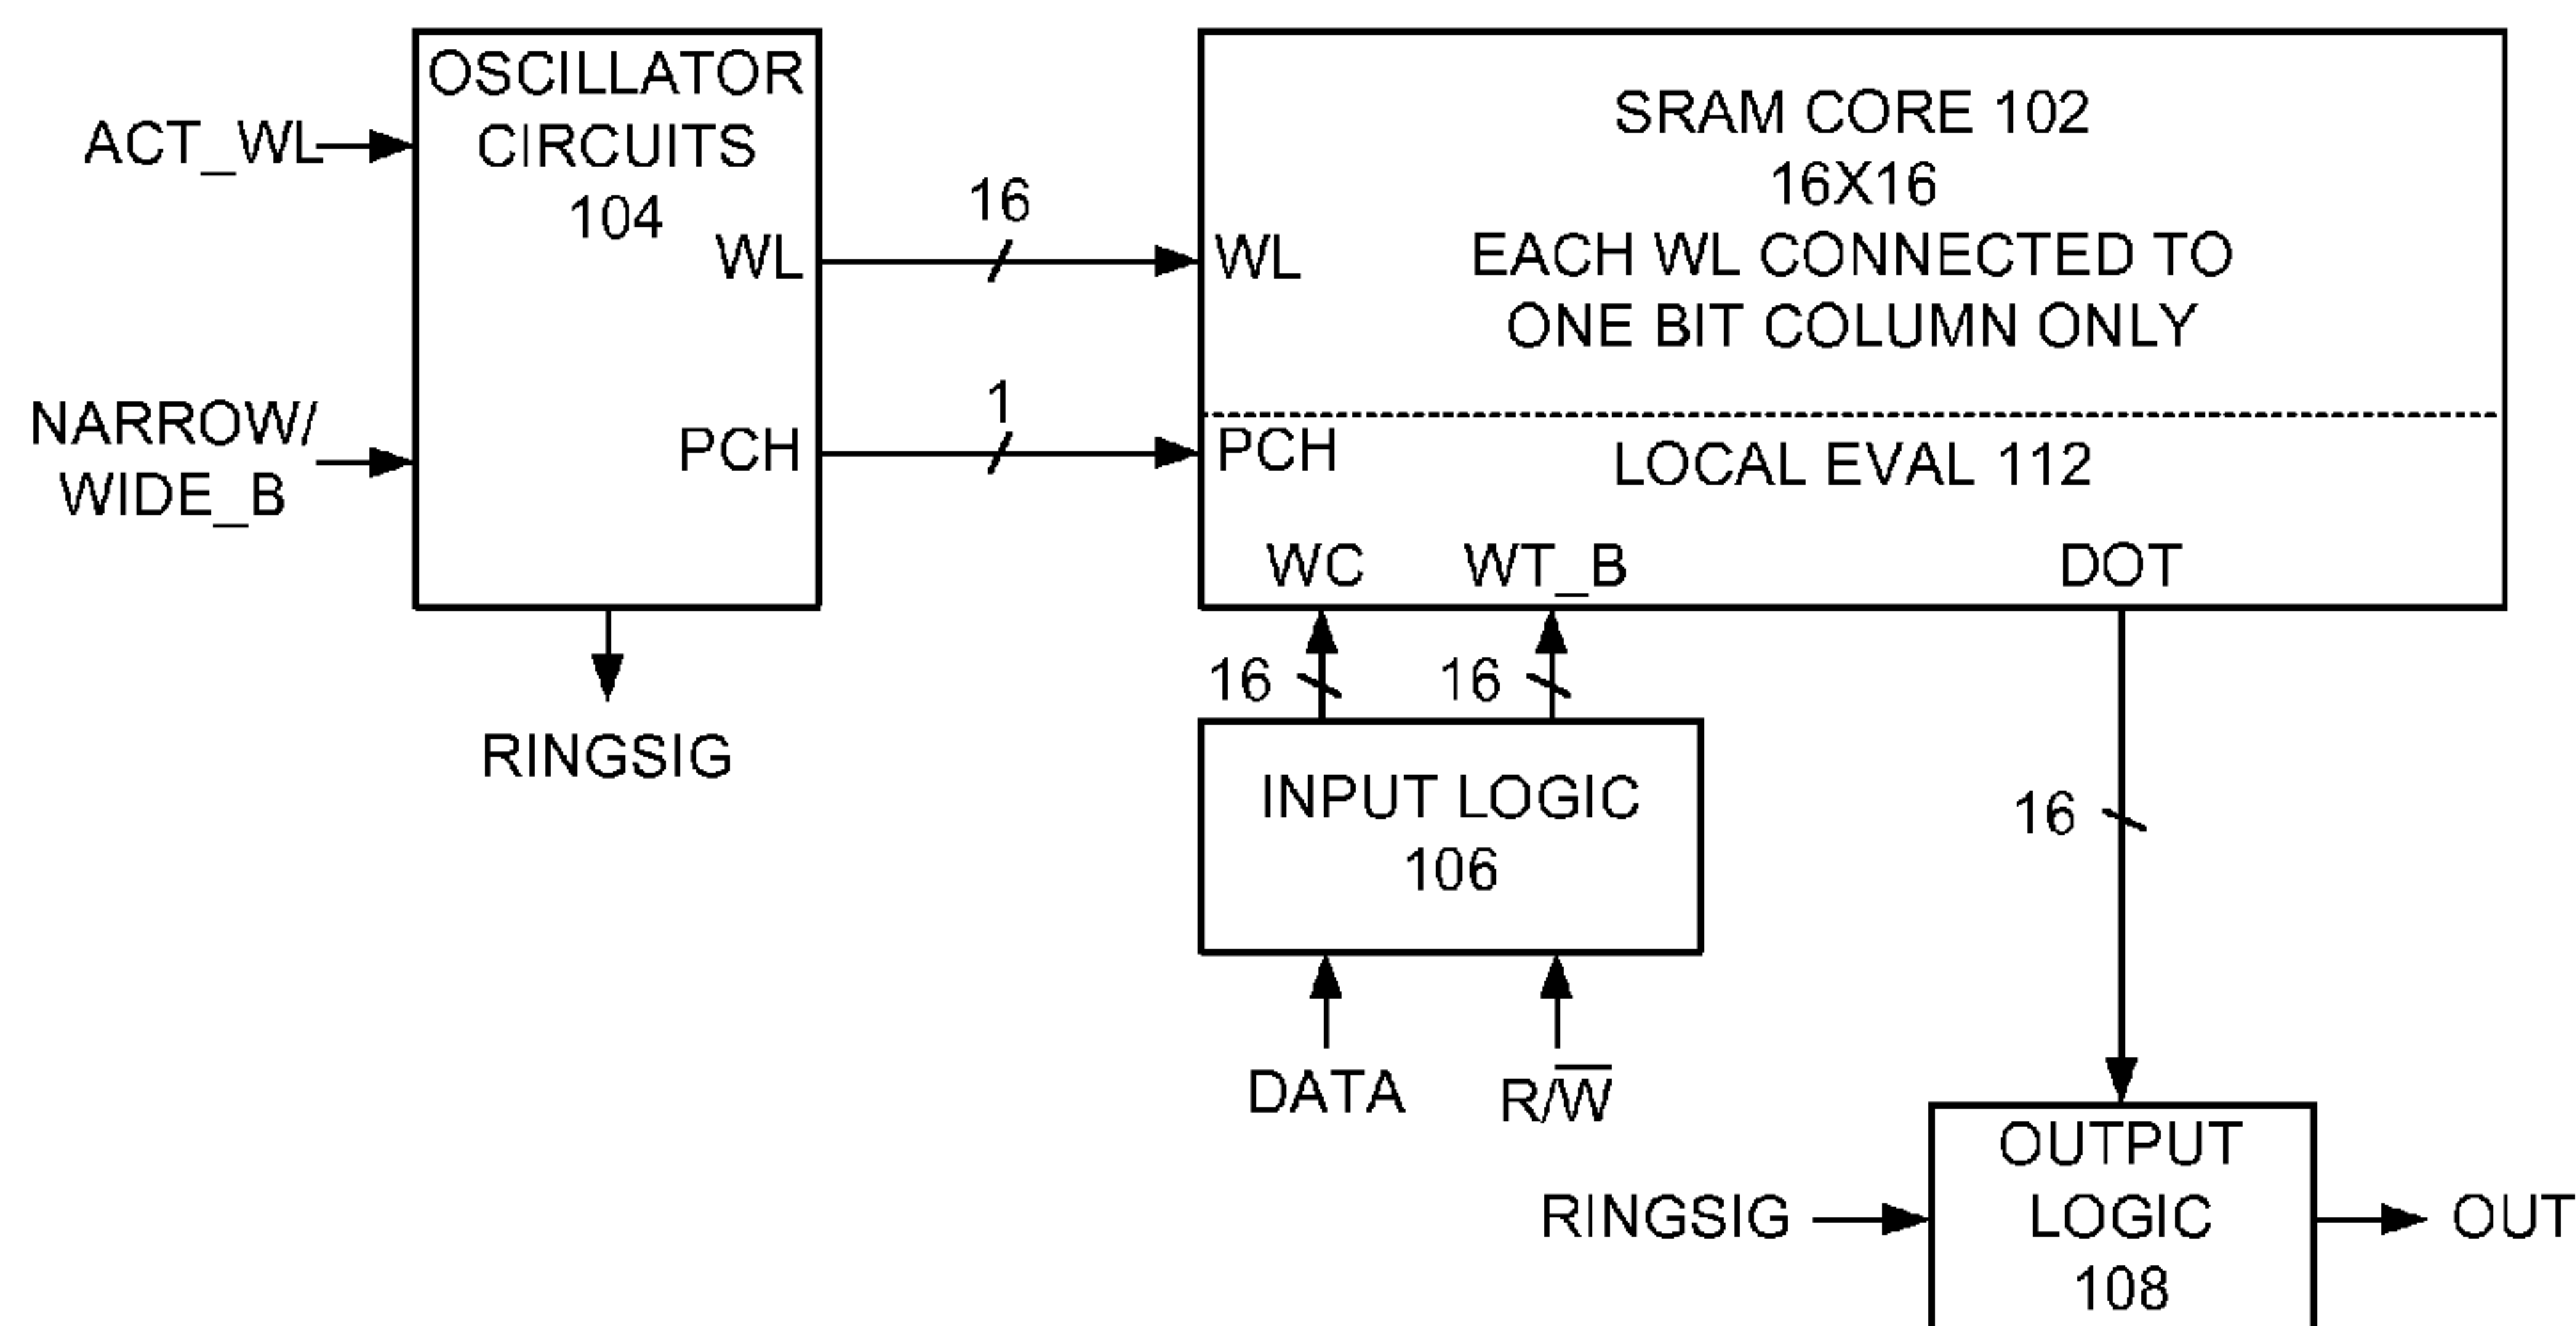 OSCILLATOR
CIRCUITS
104
ACT_WL
NARROW/
WIDE_B
WL
PCH
RINGSIG
16
1
SRAM CORE 102
16X16
EACH WL CONNECTED TO
ONE BIT COLUMN ONLY
WL
PCH
LOCAL EVAL 112
WC WT_B DOT
16 16
INPUT LOGIC
106
DATA R/W̅
16
RINGSIG
OUTPUT
LOGIC
108
OUT